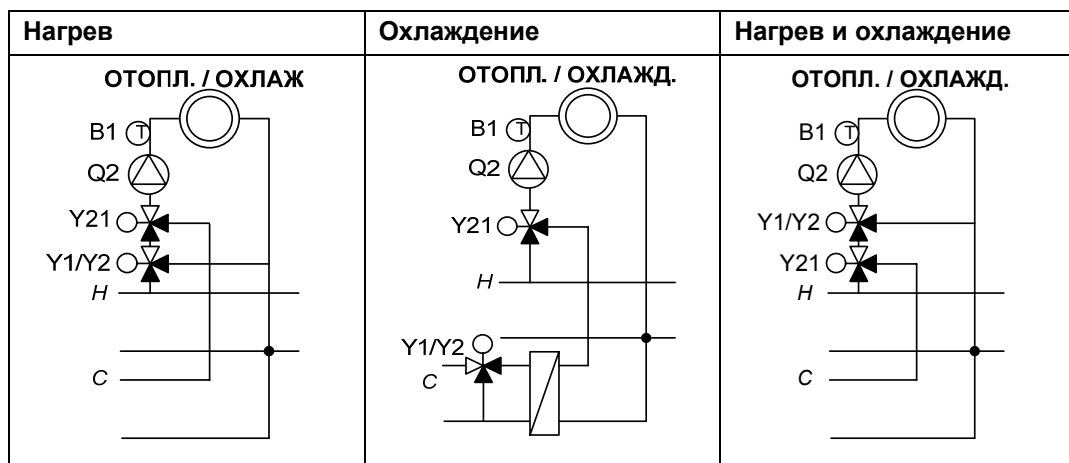 Нагрев
ОТОПЛ. / ОХЛАЖ
B1
T
Q2
Y21
Y1/Y2
H
C
Охлаждение
ОТОПЛ. / ОХЛАЖД.
B1
T
Q2
Y21
H
Y1/Y2
C
Нагрев и охлаждение
ОТОПЛ. / ОХЛАЖД.
B1
T
Q2
Y1/Y2
Y21
H
C